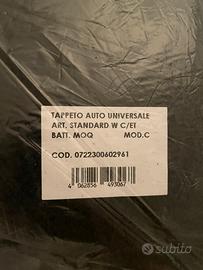 TAPPETO AUTO UNIVERSALE
ART. STANDARD W C/ET
BATT. MOQ MOD.C
COD. 0722300602961
4 062856 493067
subito